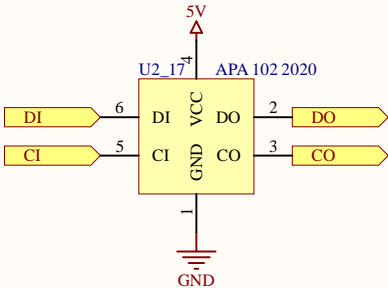 5V
4
U2_17 APA 102 2020
DI 6 DI VCC DO 2 DO
CI 5 CI GND CO 3 CO
1
GND